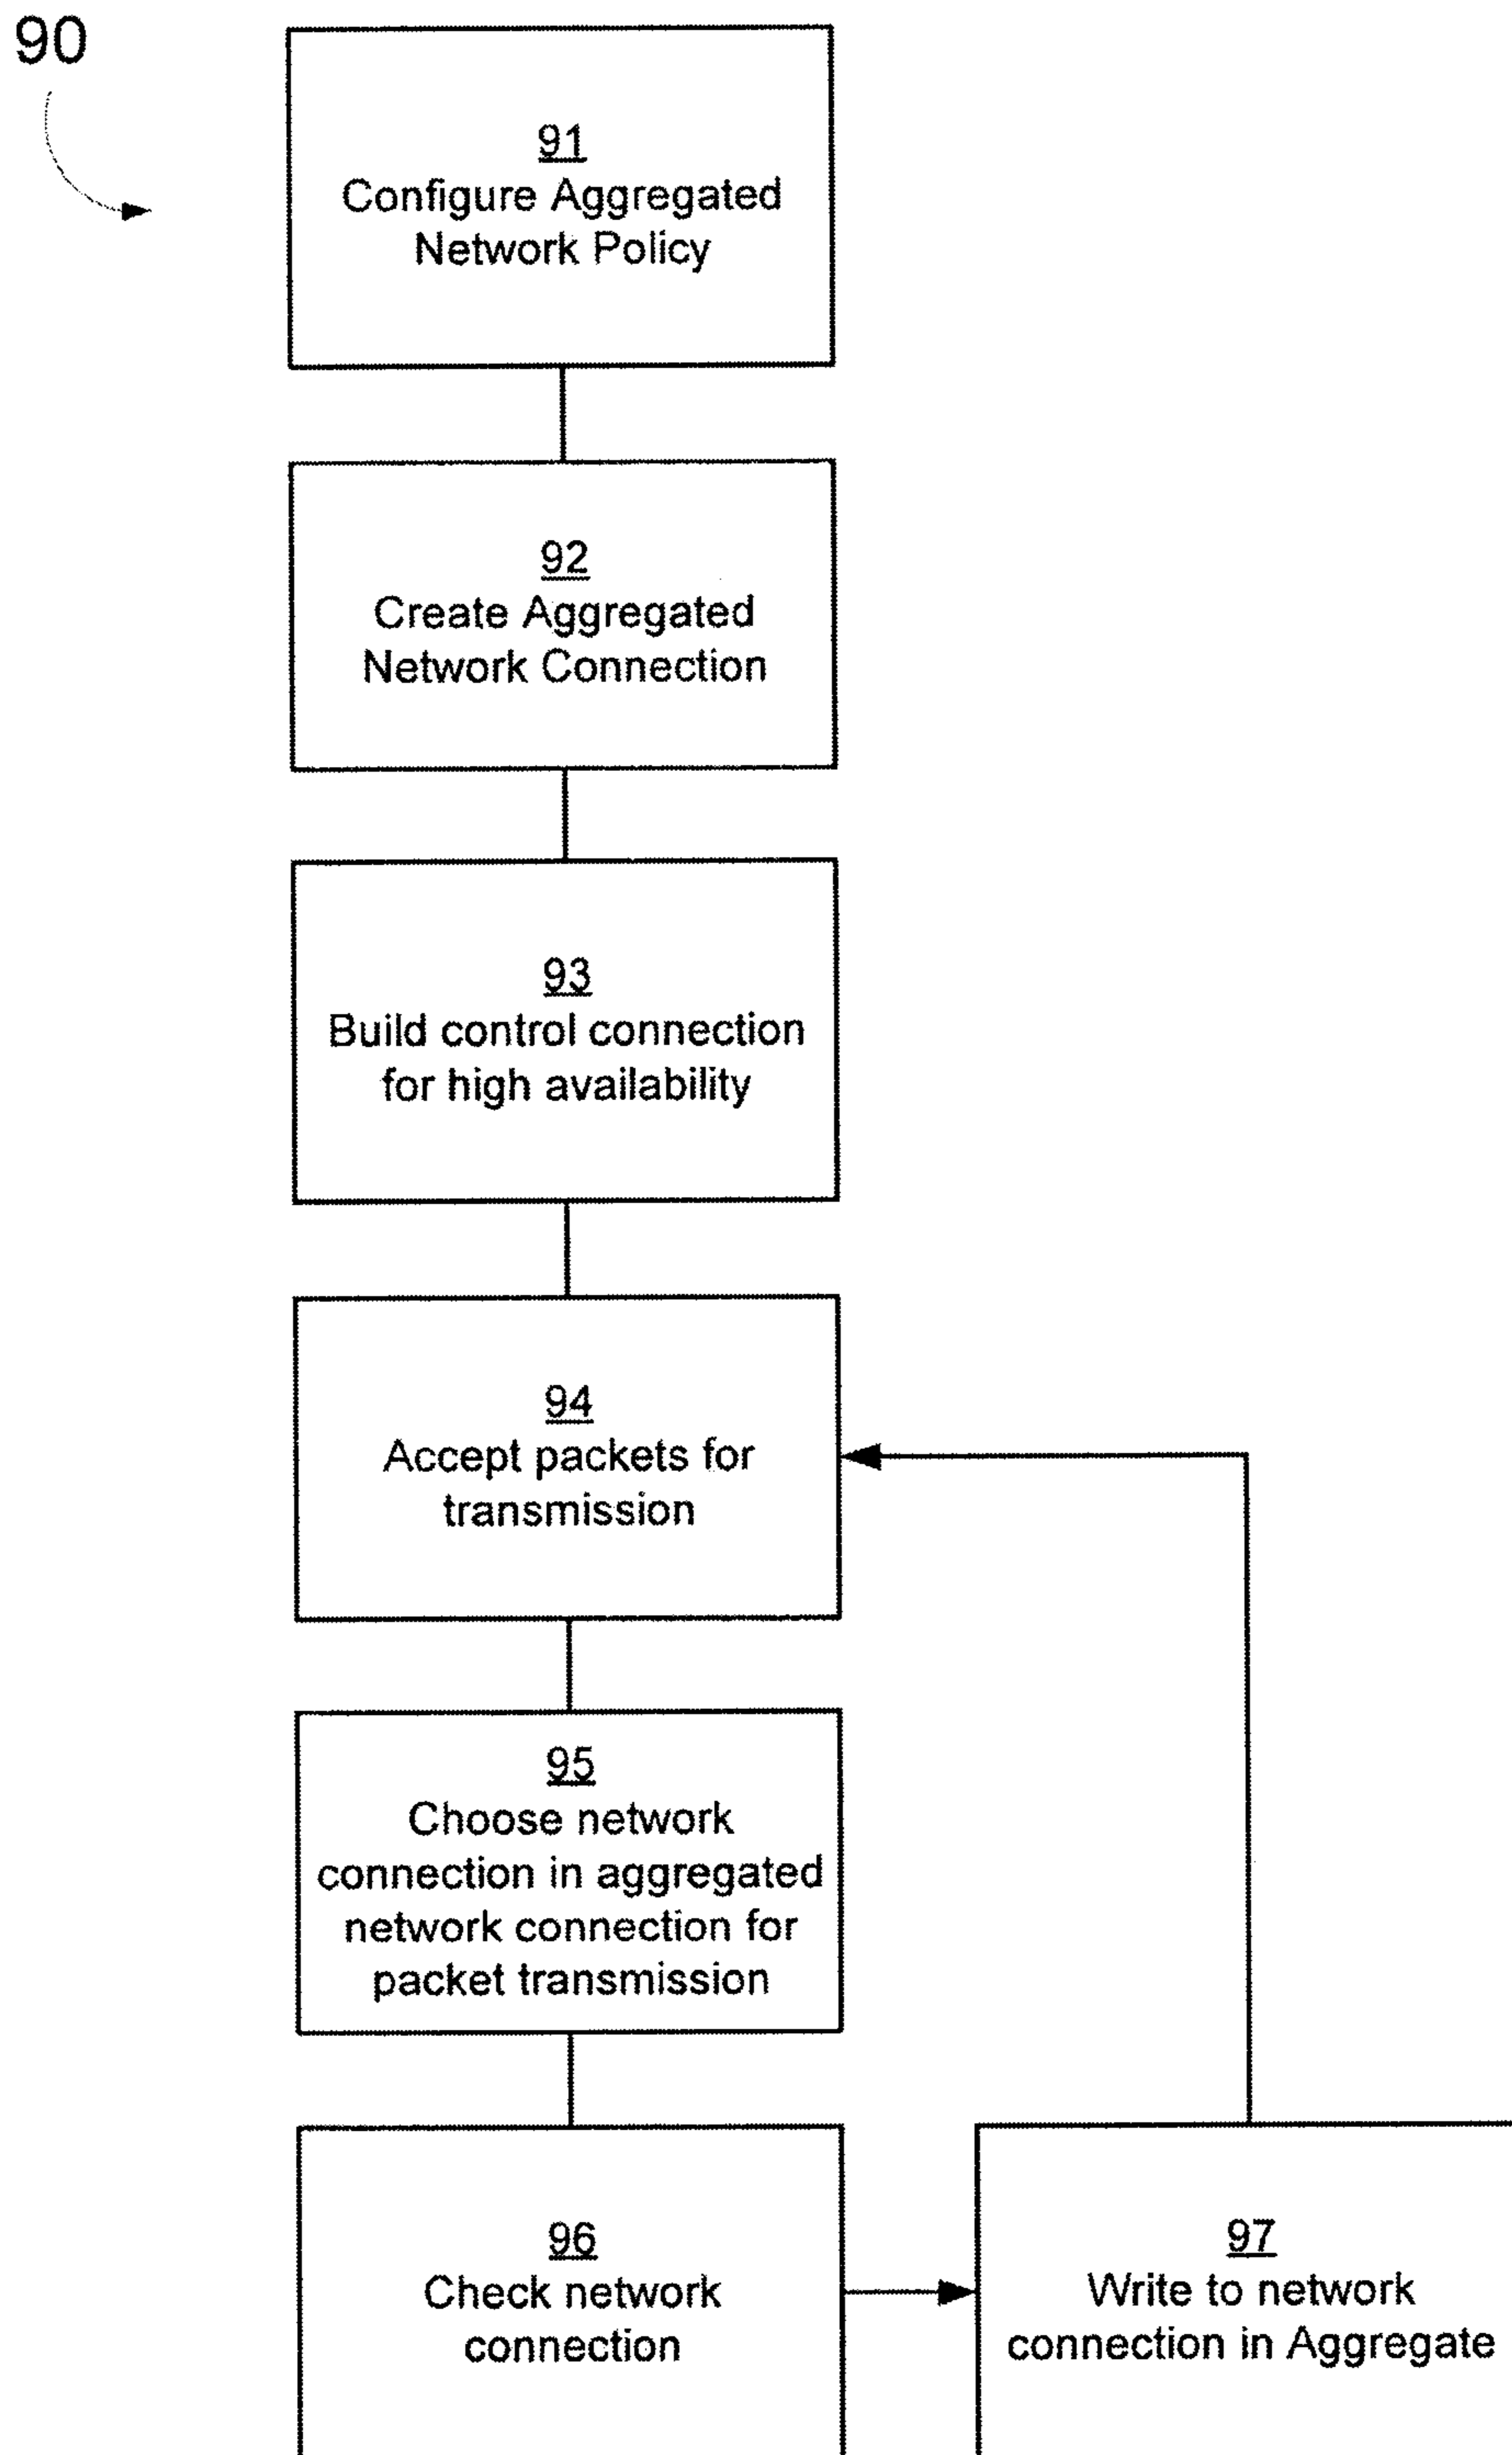 90
91
Configure Aggregated
Network Policy
92
Create Aggregated
Network Connection
93
Build control connection
for high availability
94
Accept packets for
transmission
95
Choose network
connection in aggregated
network connection for
packet transmission
96
Check network
connection
97
Write to network
connection in Aggregate